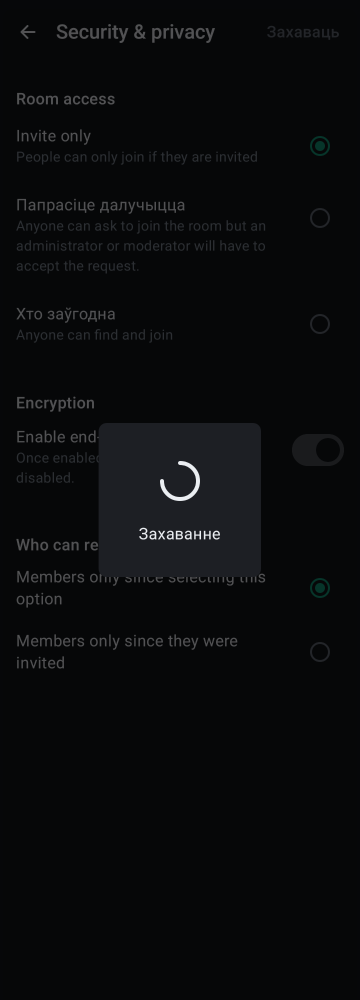 Security & privacy
Захаваць
Room access
Invite only
People can only join if they are invited
Папрасіце далучыцца
Anyone can ask to join the room but an
administrator or moderator will have to
accept the request.
Хто заўгодна
Anyone can find and join
Encryption
Enable end-
Once enabled
disabled.
Захаванне
Who can re
Members only since selecting this
option
Members only since they were
invited